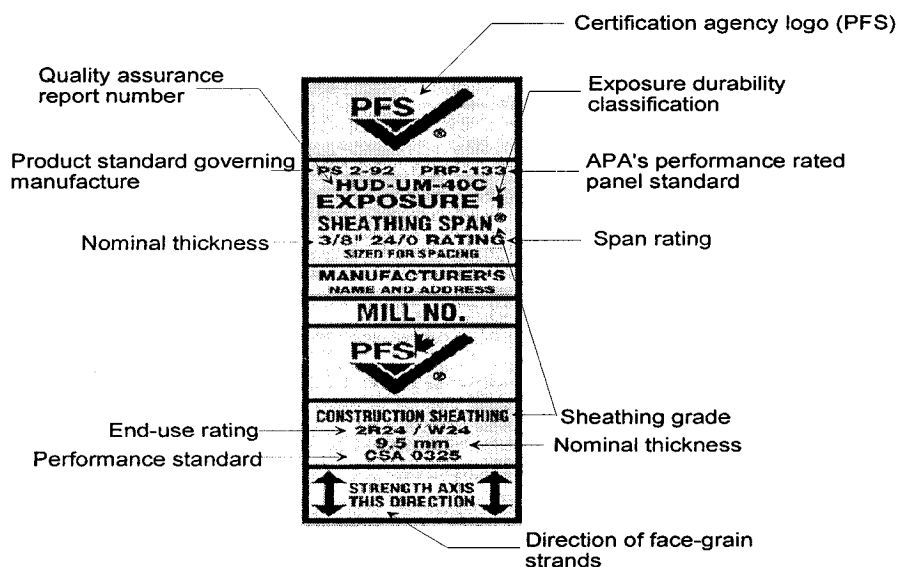 Certification agency logo (PFS)
Quality assurance
report number
Exposure durability
classification
PFS
®
Product standard governing
manufacture
APA's performance rated
panel standard
PS 2-92 PRP-133
HUD-UM-40C
EXPOSURE 1
SHEATHING SPAN®
Nominal thickness
3/8" 24/0 RATING
Span rating
SIZED FOR SPACING
MANUFACTURER'S
NAME AND ADDRESS
MILL NO.
PFS
®
CONSTRUCTION SHEATHING
Sheathing grade
End-use rating
2R24 / W24
9.5 mm
Nominal thickness
Performance standard
CSA 0325
STRENGTH AXIS
THIS DIRECTION
Direction of face-grain
strands